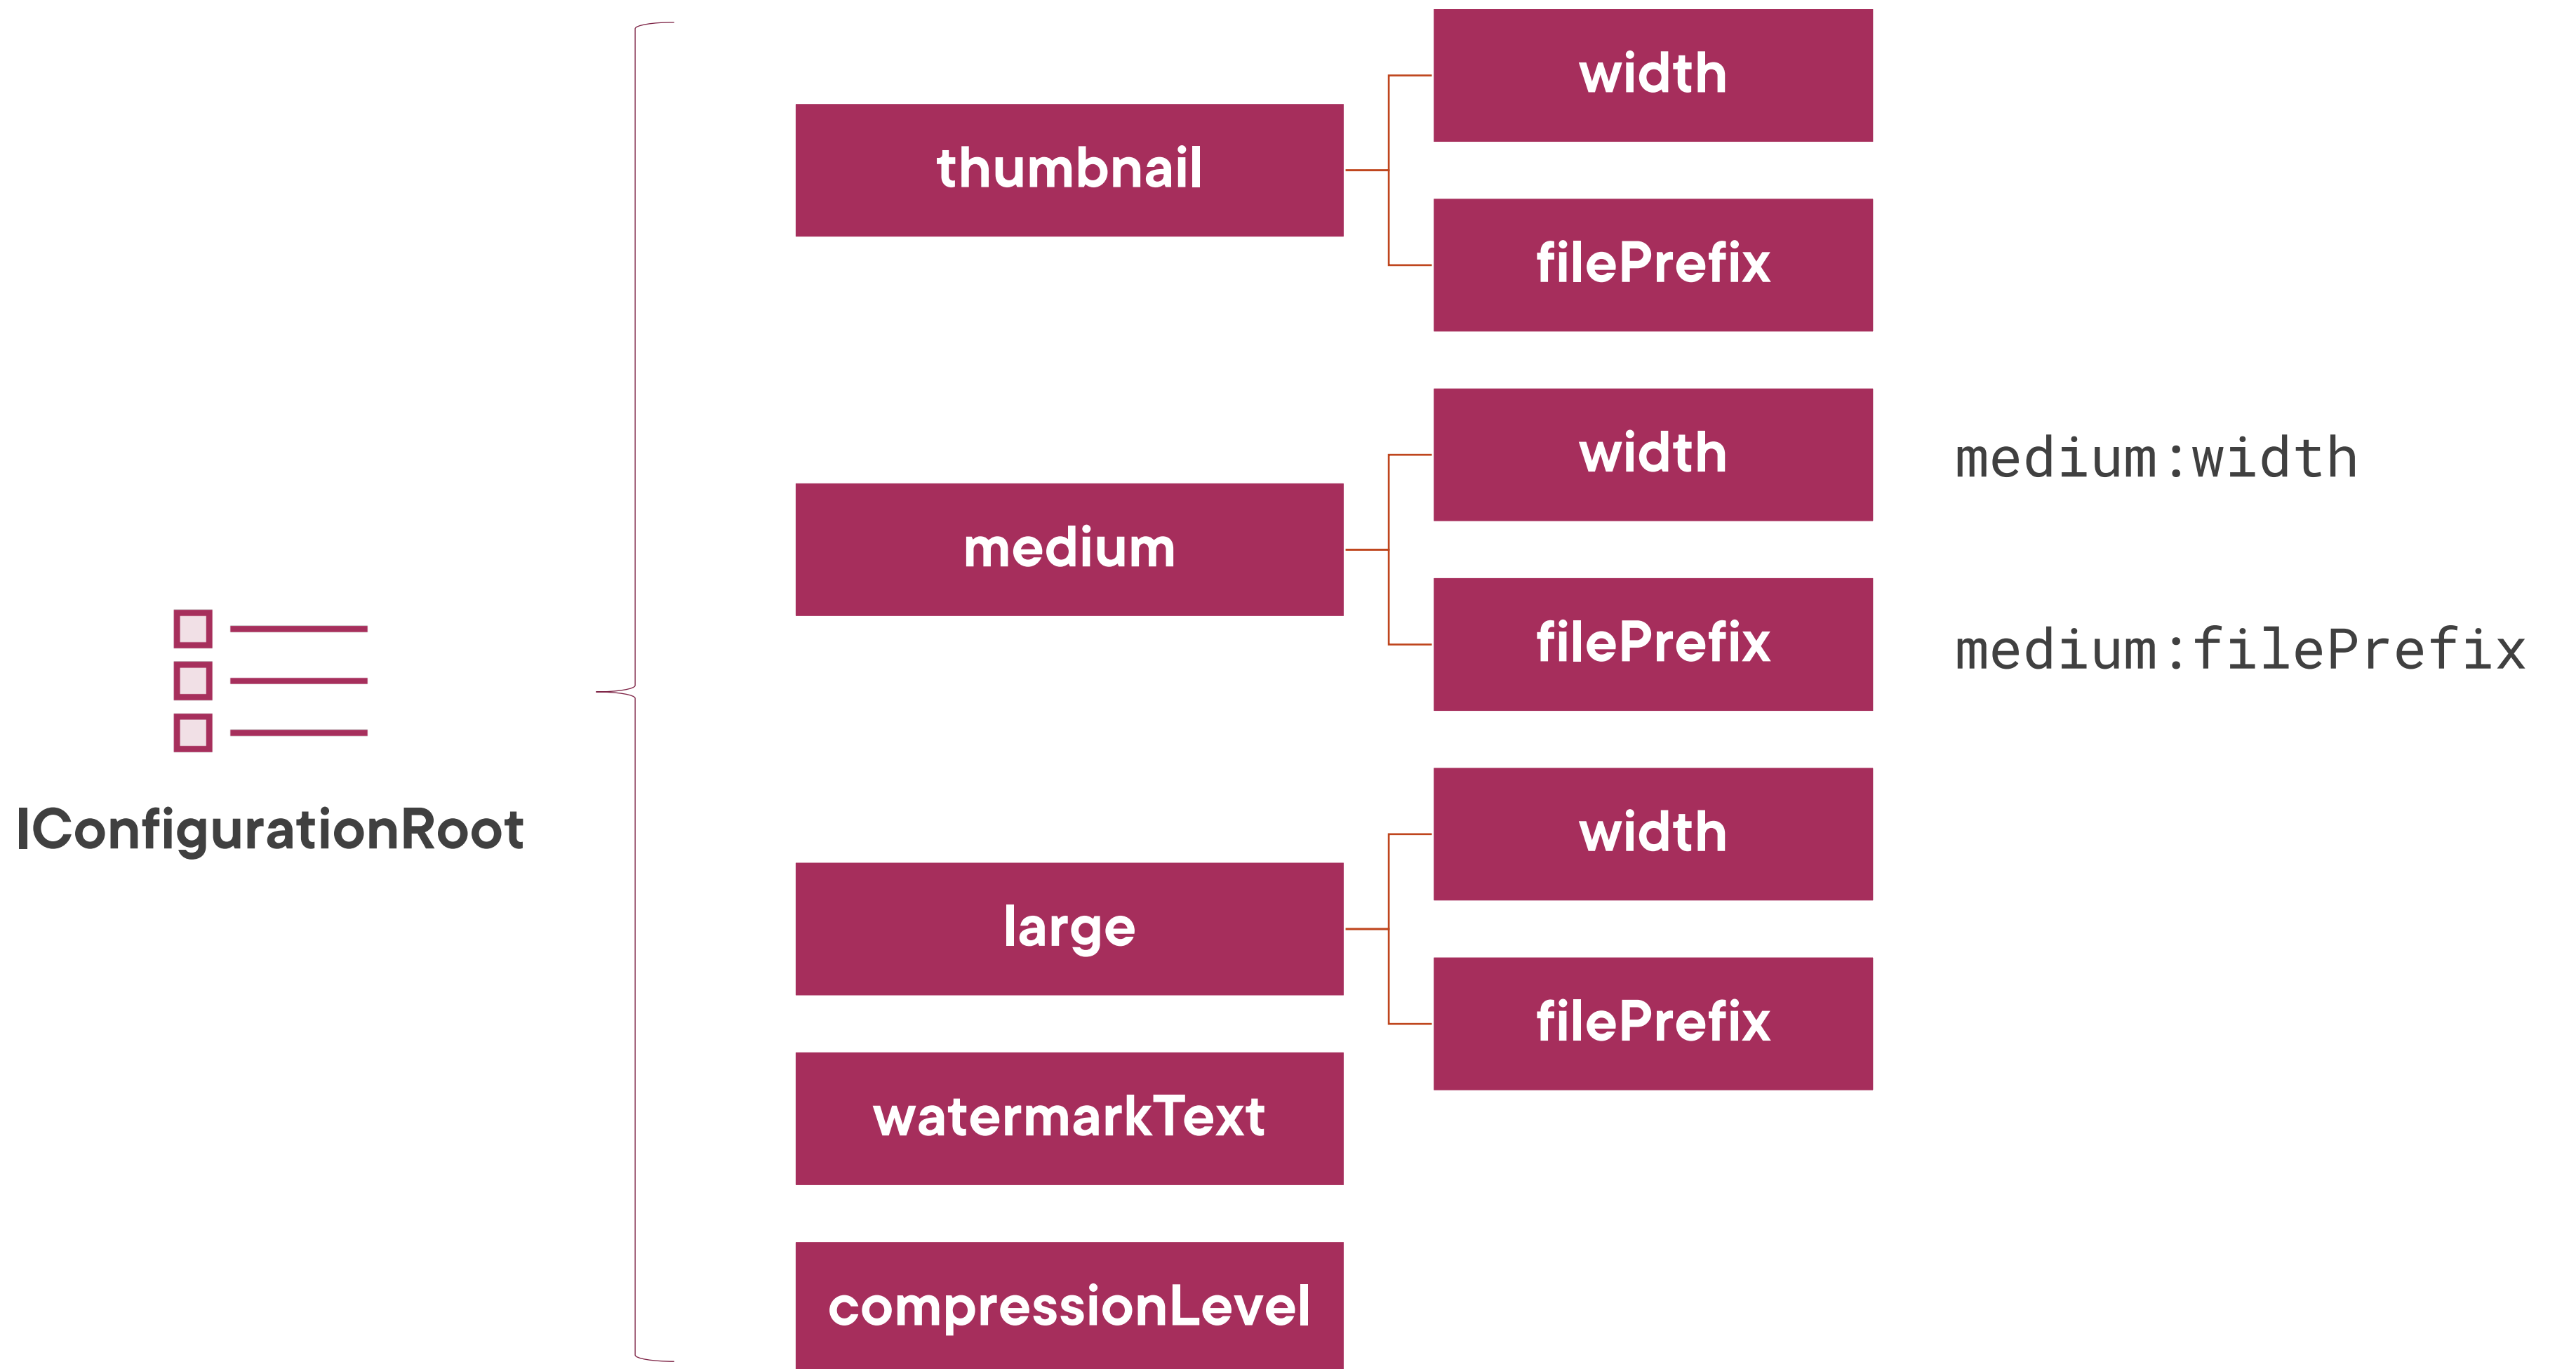 IConfigurationRoot
thumbnail
width
filePrefix
medium
width
medium:width
filePrefix
medium:filePrefix
large
width
filePrefix
watermarkText
compressionLevel